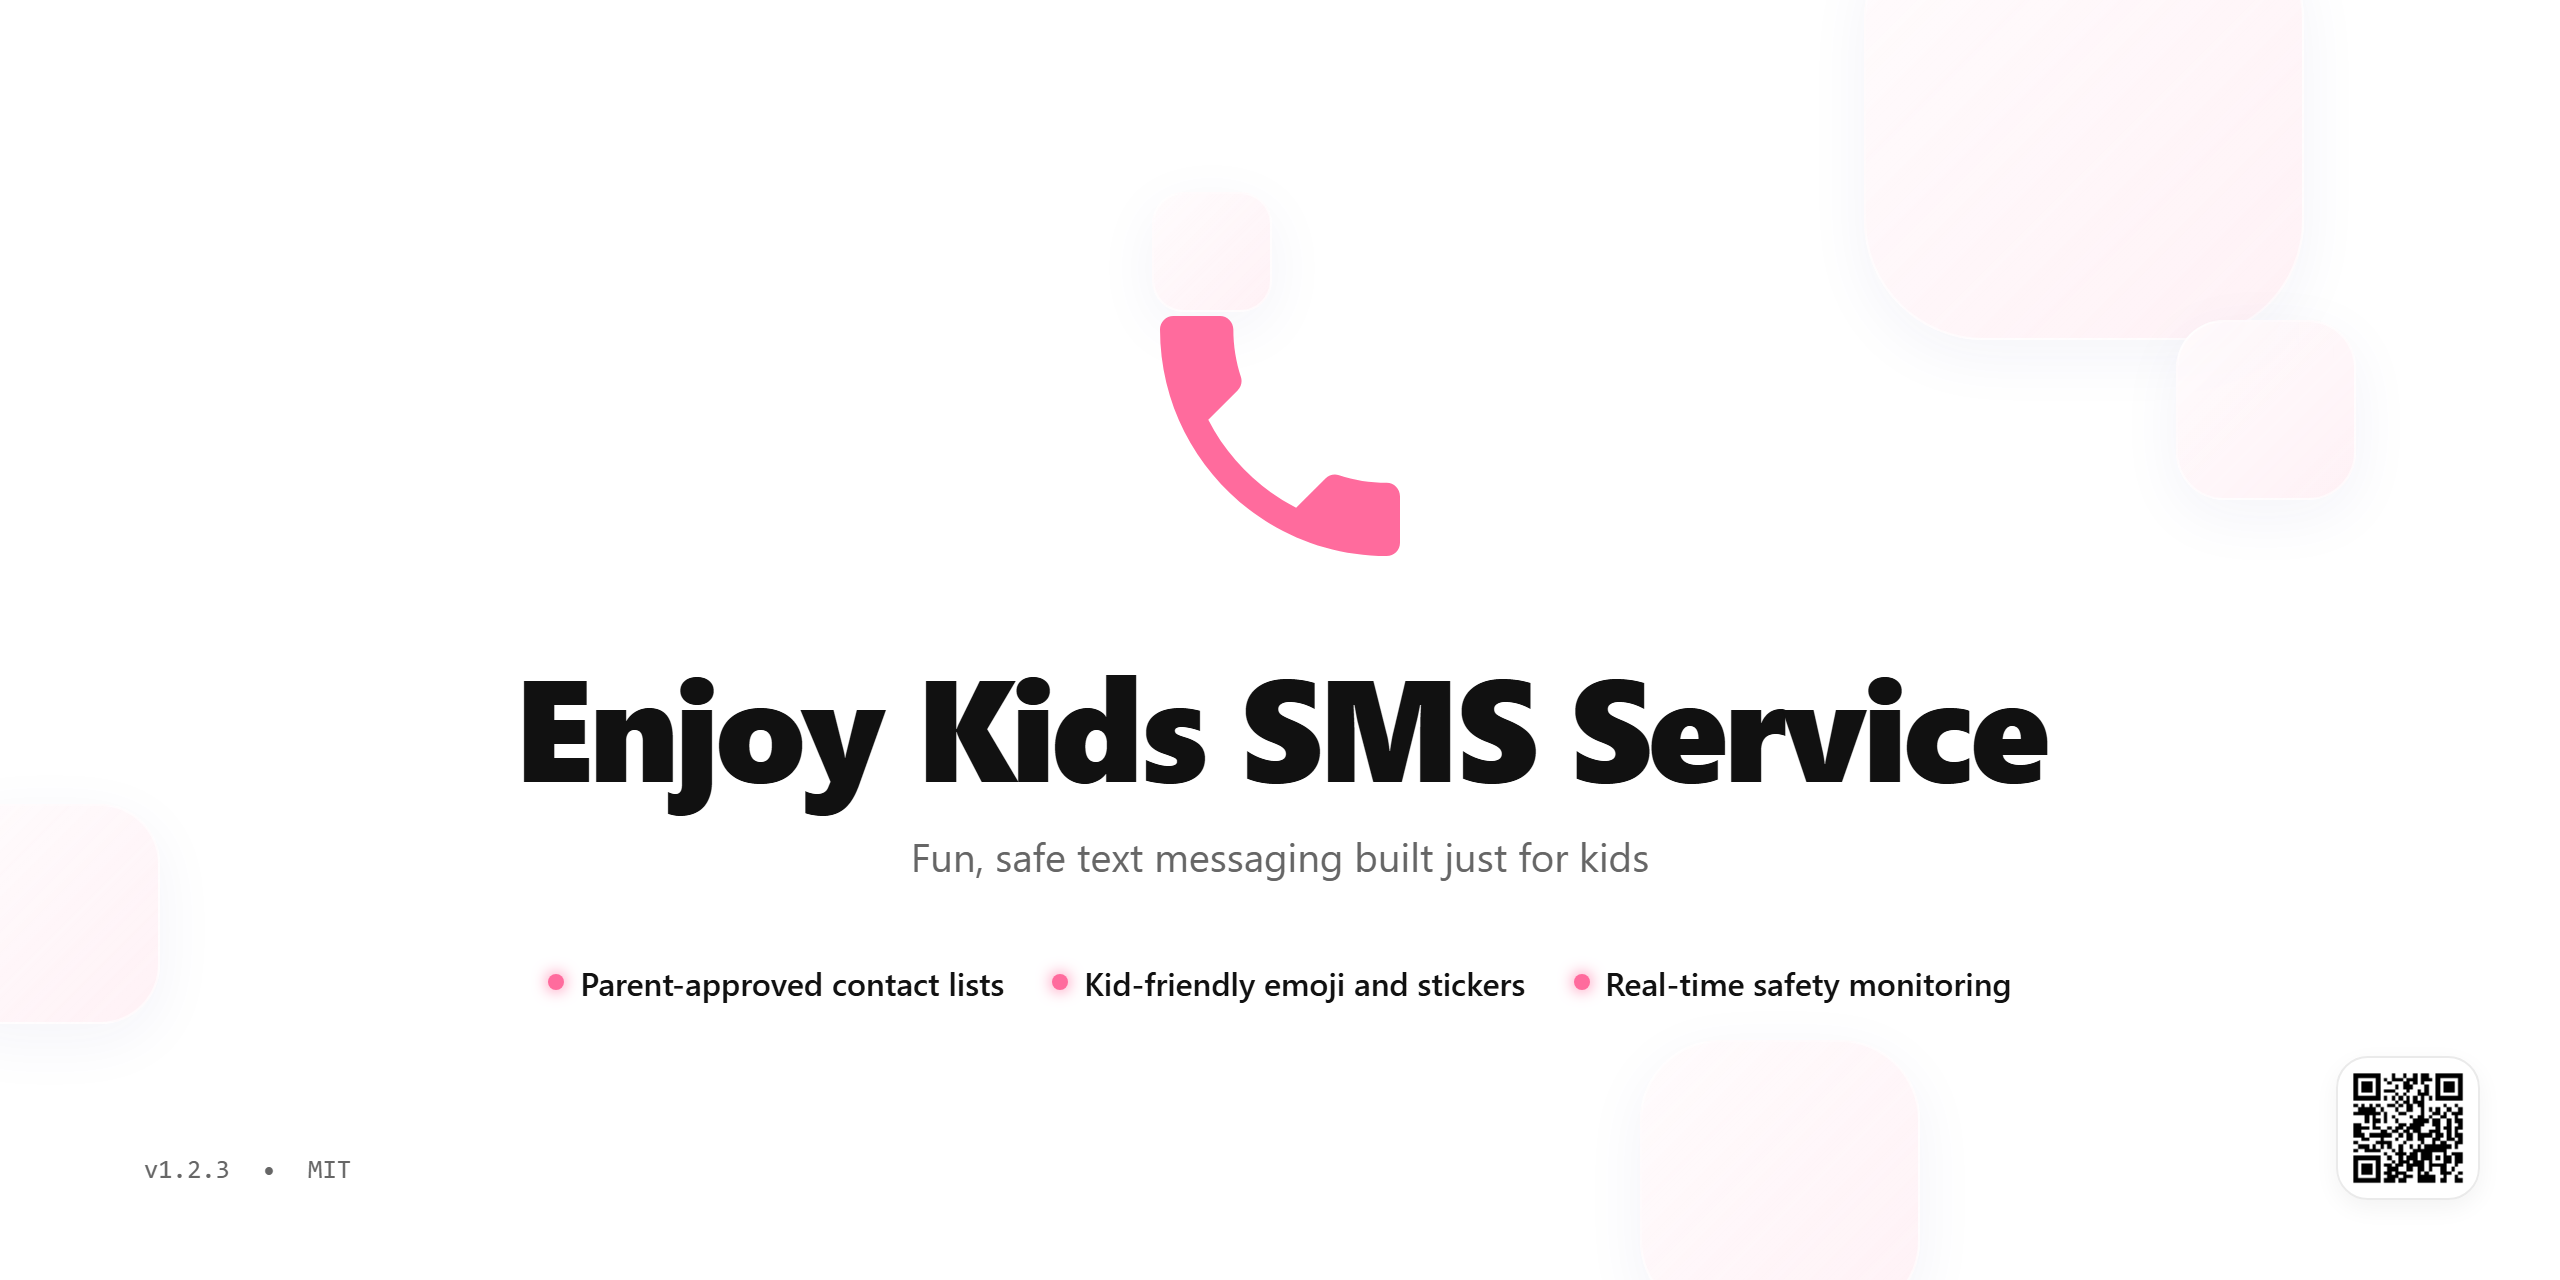 Enjoy Kids SMS Service
Fun, safe text messaging built just for kids
Parent-approved contact lists
Kid-friendly emoji and stickers
Real-time safety monitoring
v1.2.3 • MIT